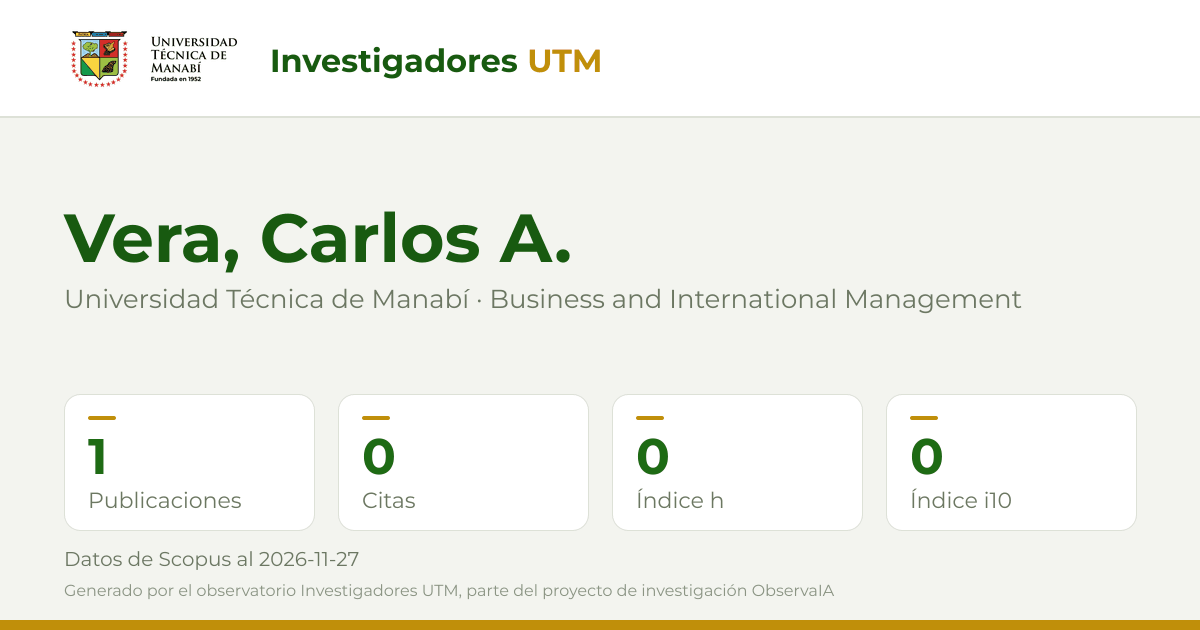 UNIVERSIDAD
TÉCNICA DE
MANABÍ
Fundada en 1952
Investigadores UTM
Vera, Carlos A.
Universidad Técnica de Manabí · Business and International Management
1
Publicaciones
0
Citas
0
Índice h
0
Índice i10
Datos de Scopus al 2026-11-27
Generado por el observatorio Investigadores UTM, parte del proyecto de investigación ObservaIA